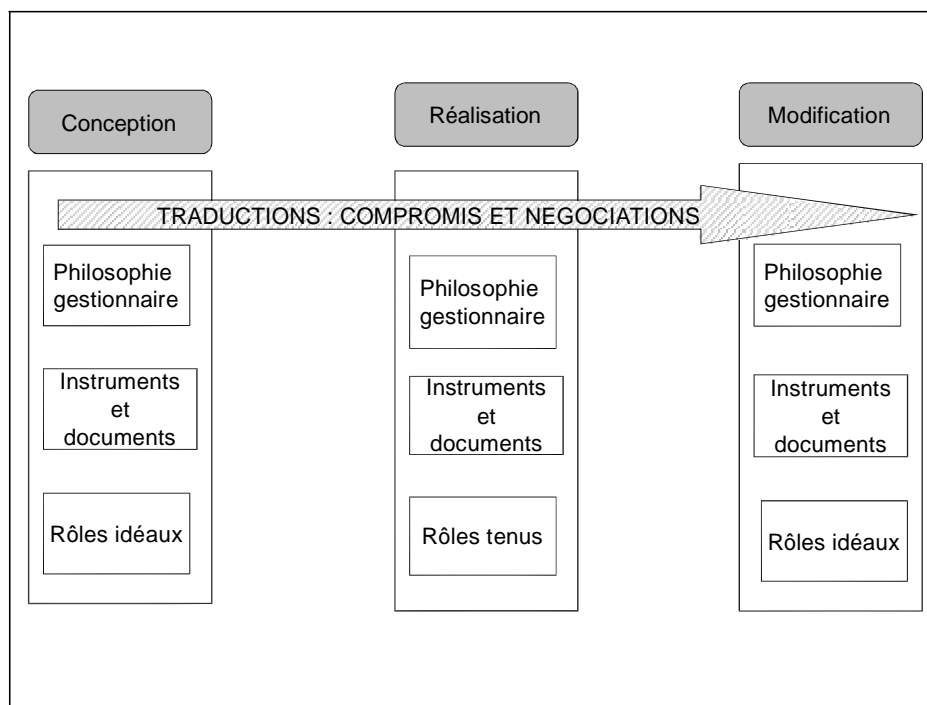 Conception
Réalisation
Modification
TRADUCTIONS : COMPROMIS ET NEGOCIATIONS
Philosophie
gestionnaire
Instruments
et
documents
Rôles idéaux
Philosophie
gestionnaire
Instruments
et
documents
Rôles tenus
Philosophie
gestionnaire
Instruments
et
documents
Rôles idéaux